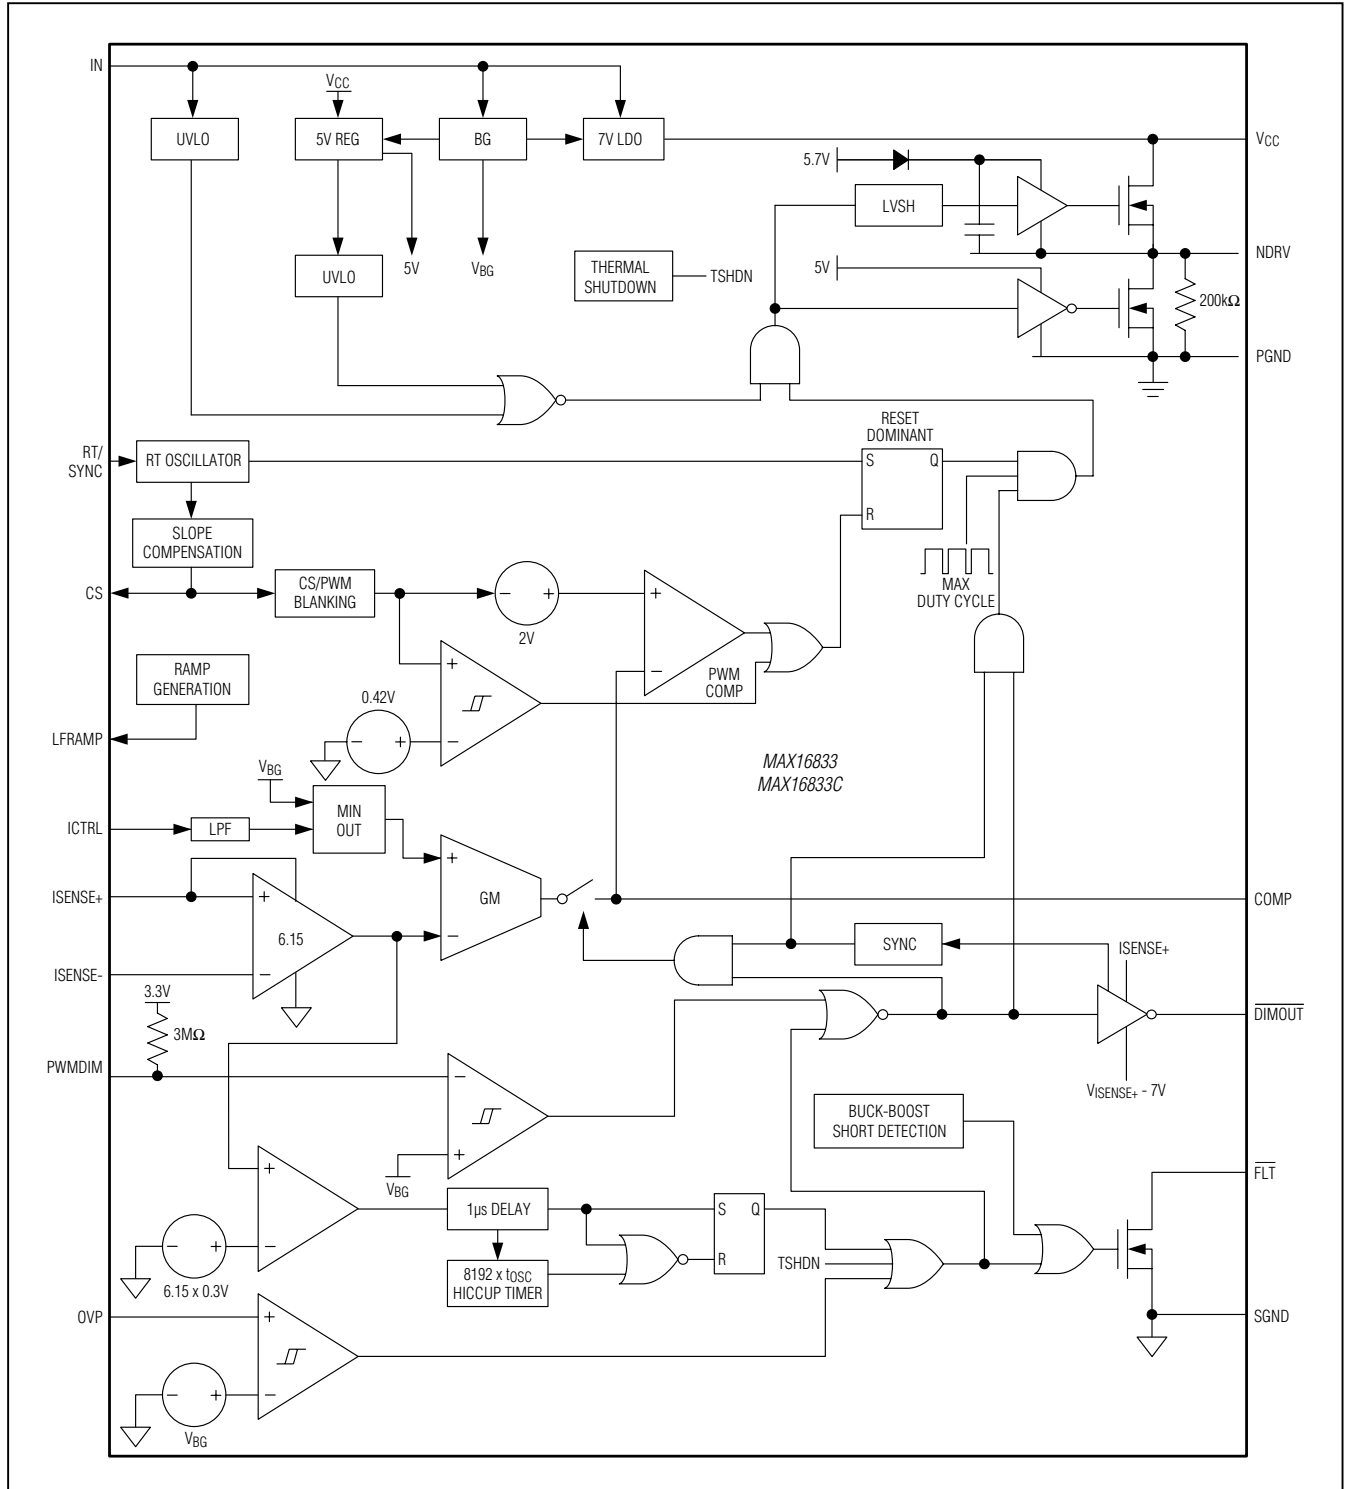 IN
VCC
UVLO
5V REG
BG
7V LDO
VCC
5.7V
LVSH
NDRV
UVLO
5V
VBG
THERMAL
SHUTDOWN
TSHDN
5V
200kΩ
PGND
RT/
SYNC
RT OSCILLATOR
RESET
DOMINANT
S
Q
R
SLOPE
COMPENSATION
CS
CS/PWM
BLANKING
-
+
2V
+
-
PWM
COMP
MAX
DUTY CYCLE
RAMP
GENERATION
0.42V
+
-
-
+
LFRAMP
MAX16833
MAX16833C
VBG
MIN
OUT
ICTRL
LPF
+
GM
-
ISENSE+
+
6.15
-
ISENSE-
COMP
SYNC
ISENSE+
3.3V
3MΩ
DIMOUT
PWMDIM
-
+
VISENSE+ - 7V
BUCK-BOOST
SHORT DETECTION
VBG
FLT
+
-
1µs DELAY
S
Q
R
8192 x tOSC
HICCUP TIMER
TSHDN
-
+
6.15 x 0.3V
OVP
+
-
SGND
-
+
VBG